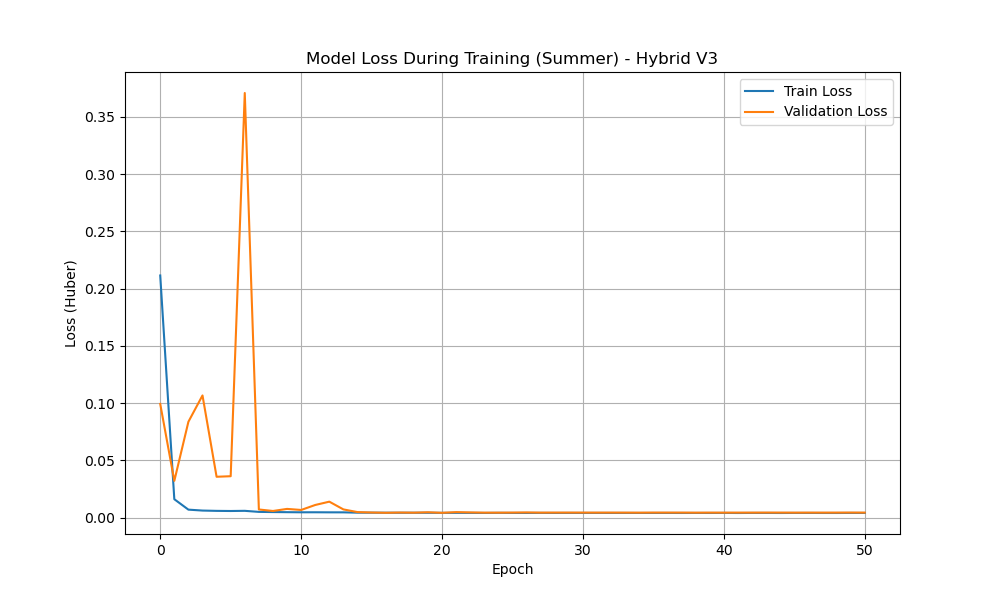 Model Loss During Training (Summer) - Hybrid V3
Train Loss
Validation Loss
Loss (Huber)
0.35
0.30
0.25
0.20
0.15
0.10
0.05
0.00
0 10 20 30 40 50
Epoch